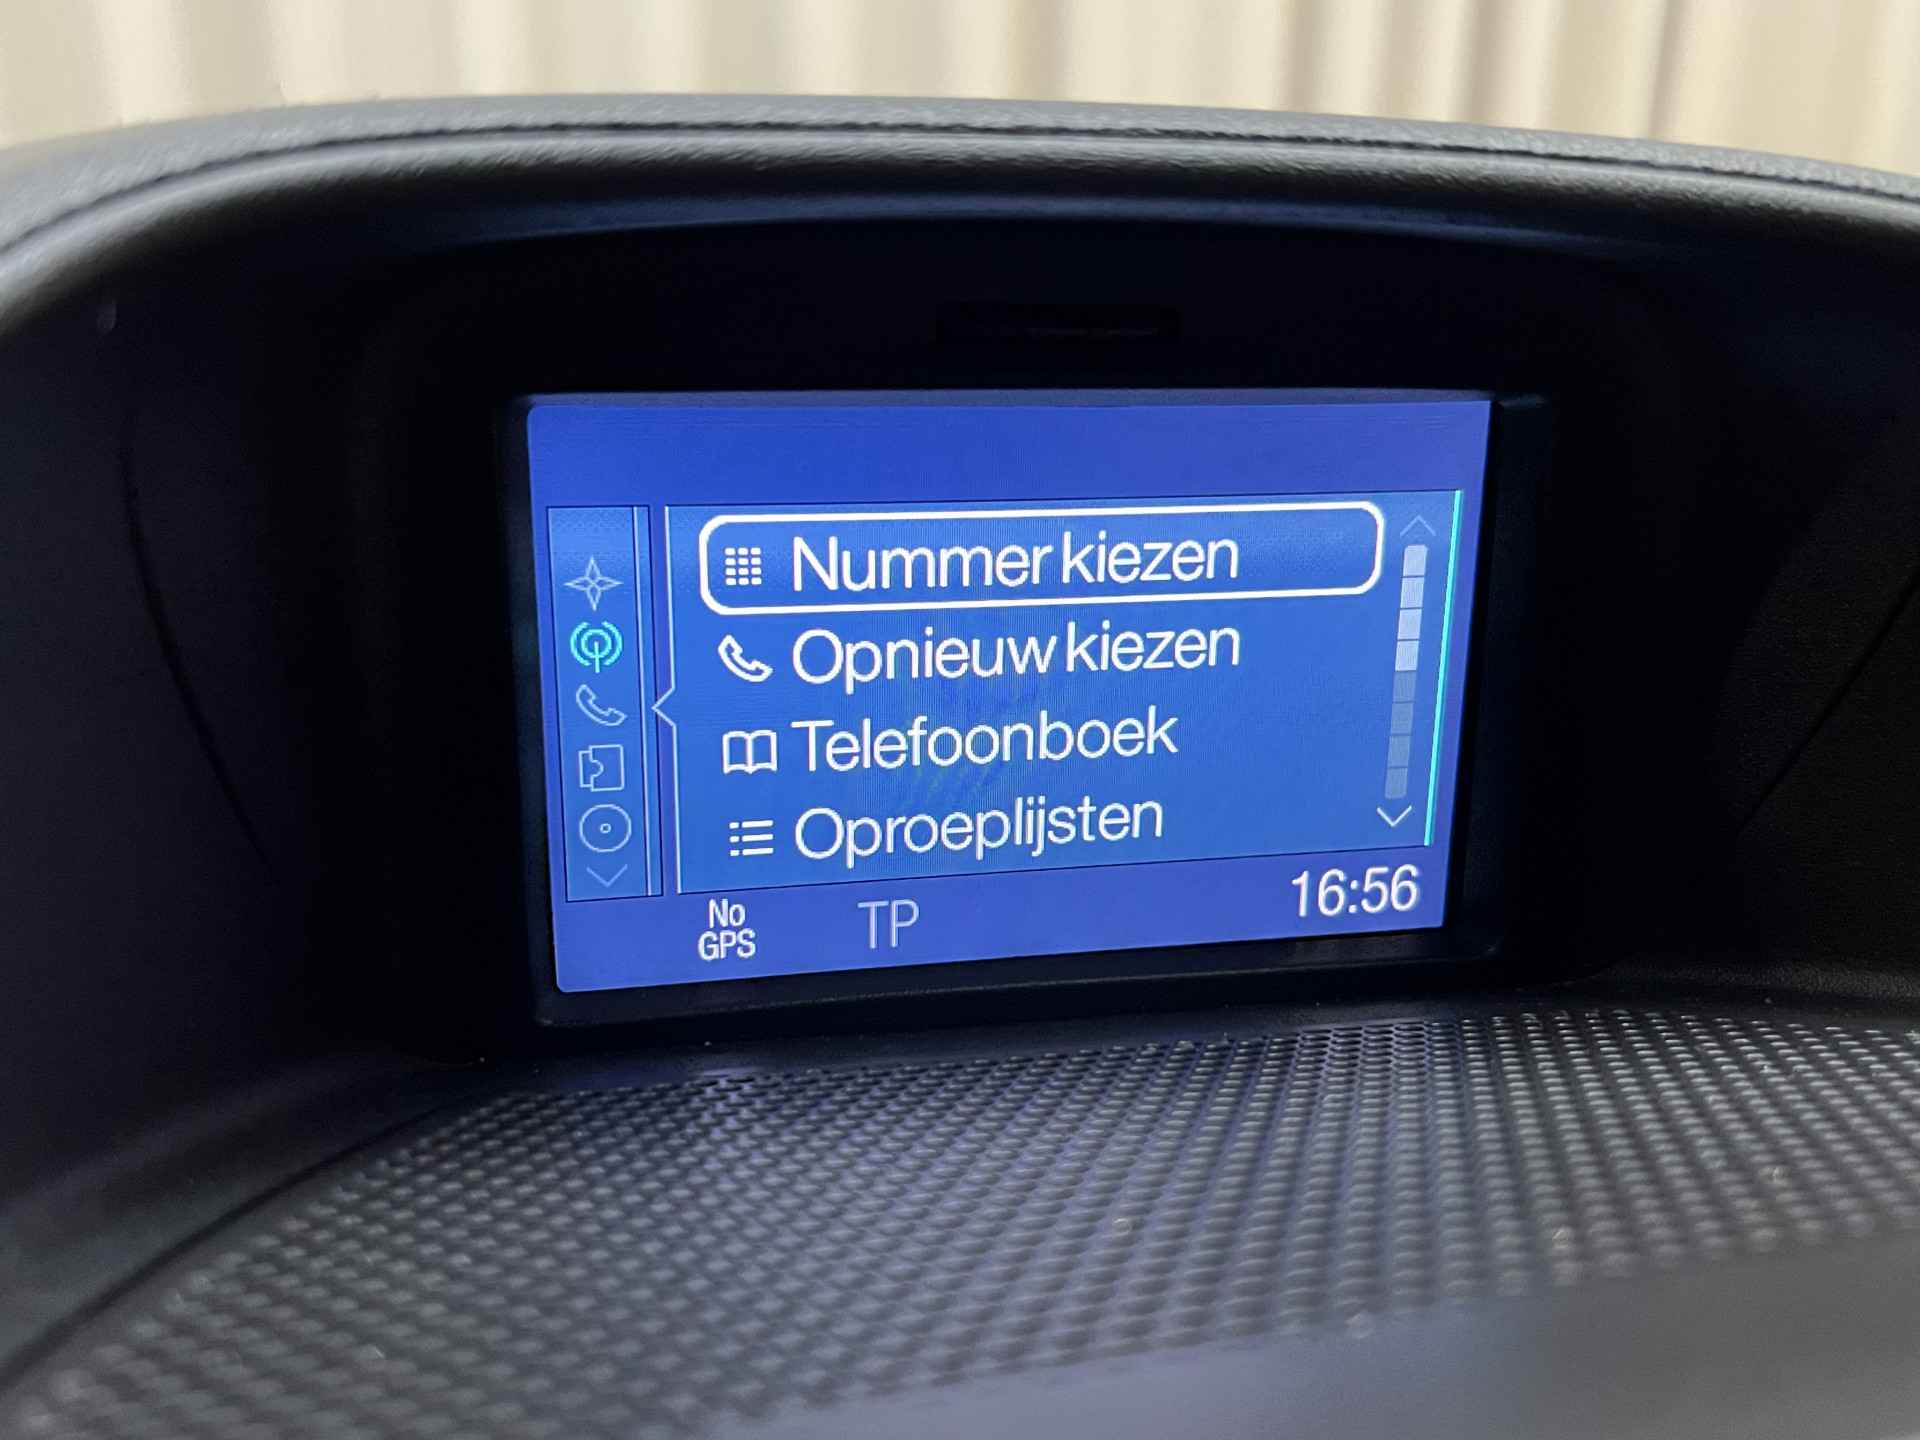 Nummer kiezen
Opnieuw kiezen
Telefoonboek
Oproeplijsten
No
GPS
TP
16:56